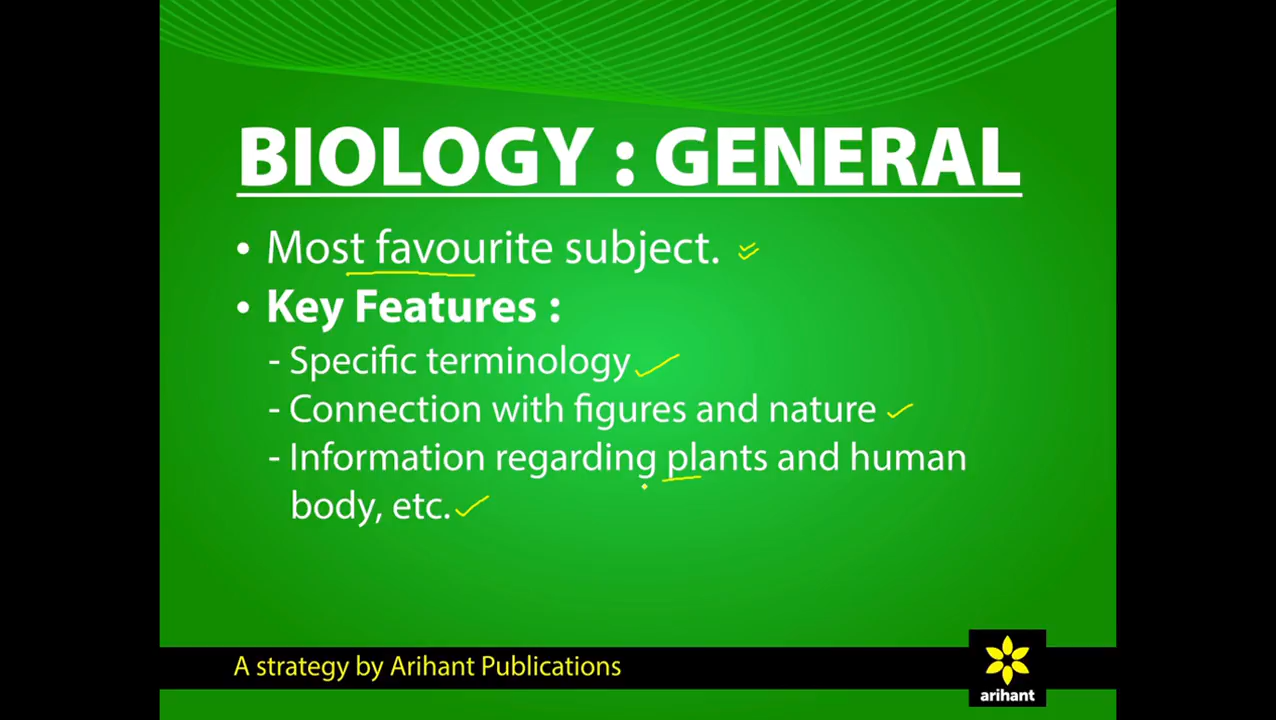 BIOLOGY : GENERAL
• Most favourite subject.
• Key Features :
- Specific terminology
- Connection with figures and nature
- Information regarding plants and human
body, etc.
A strategy by Arihant Publications
arihant